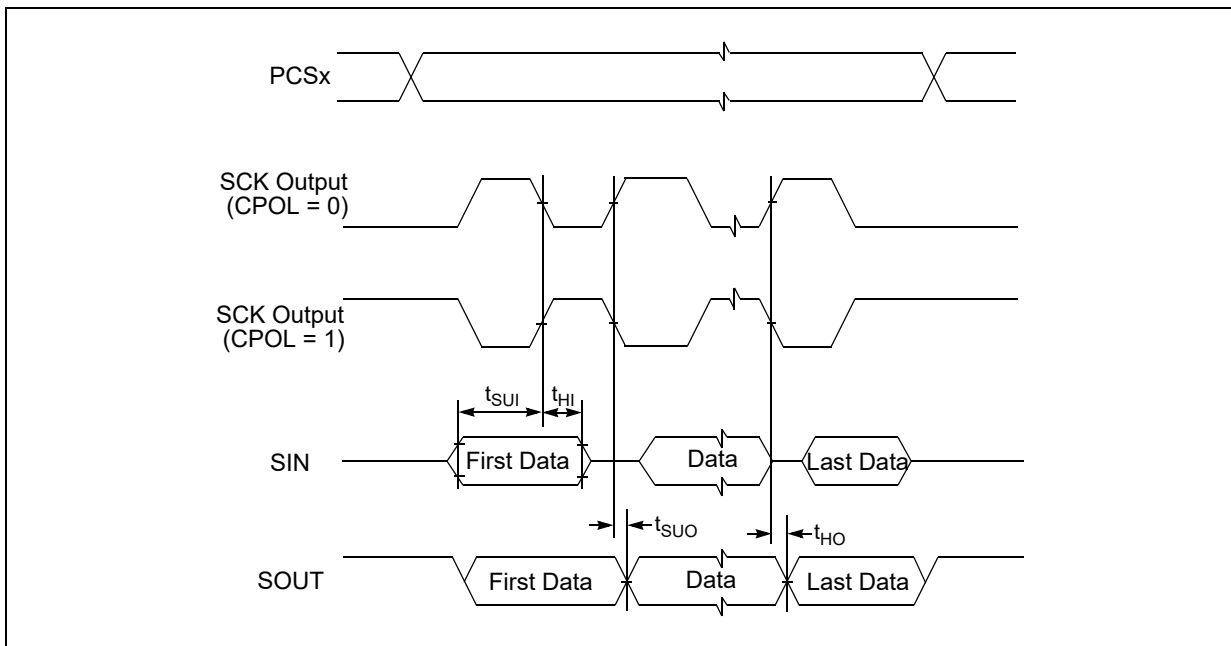 PCSx
SCK Output
(CPOL = 0)
SCK Output
(CPOL = 1)
tSUI
tHI
SIN
First Data
Data
Last Data
tSUO
tHO
SOUT
First Data
Data
Last Data